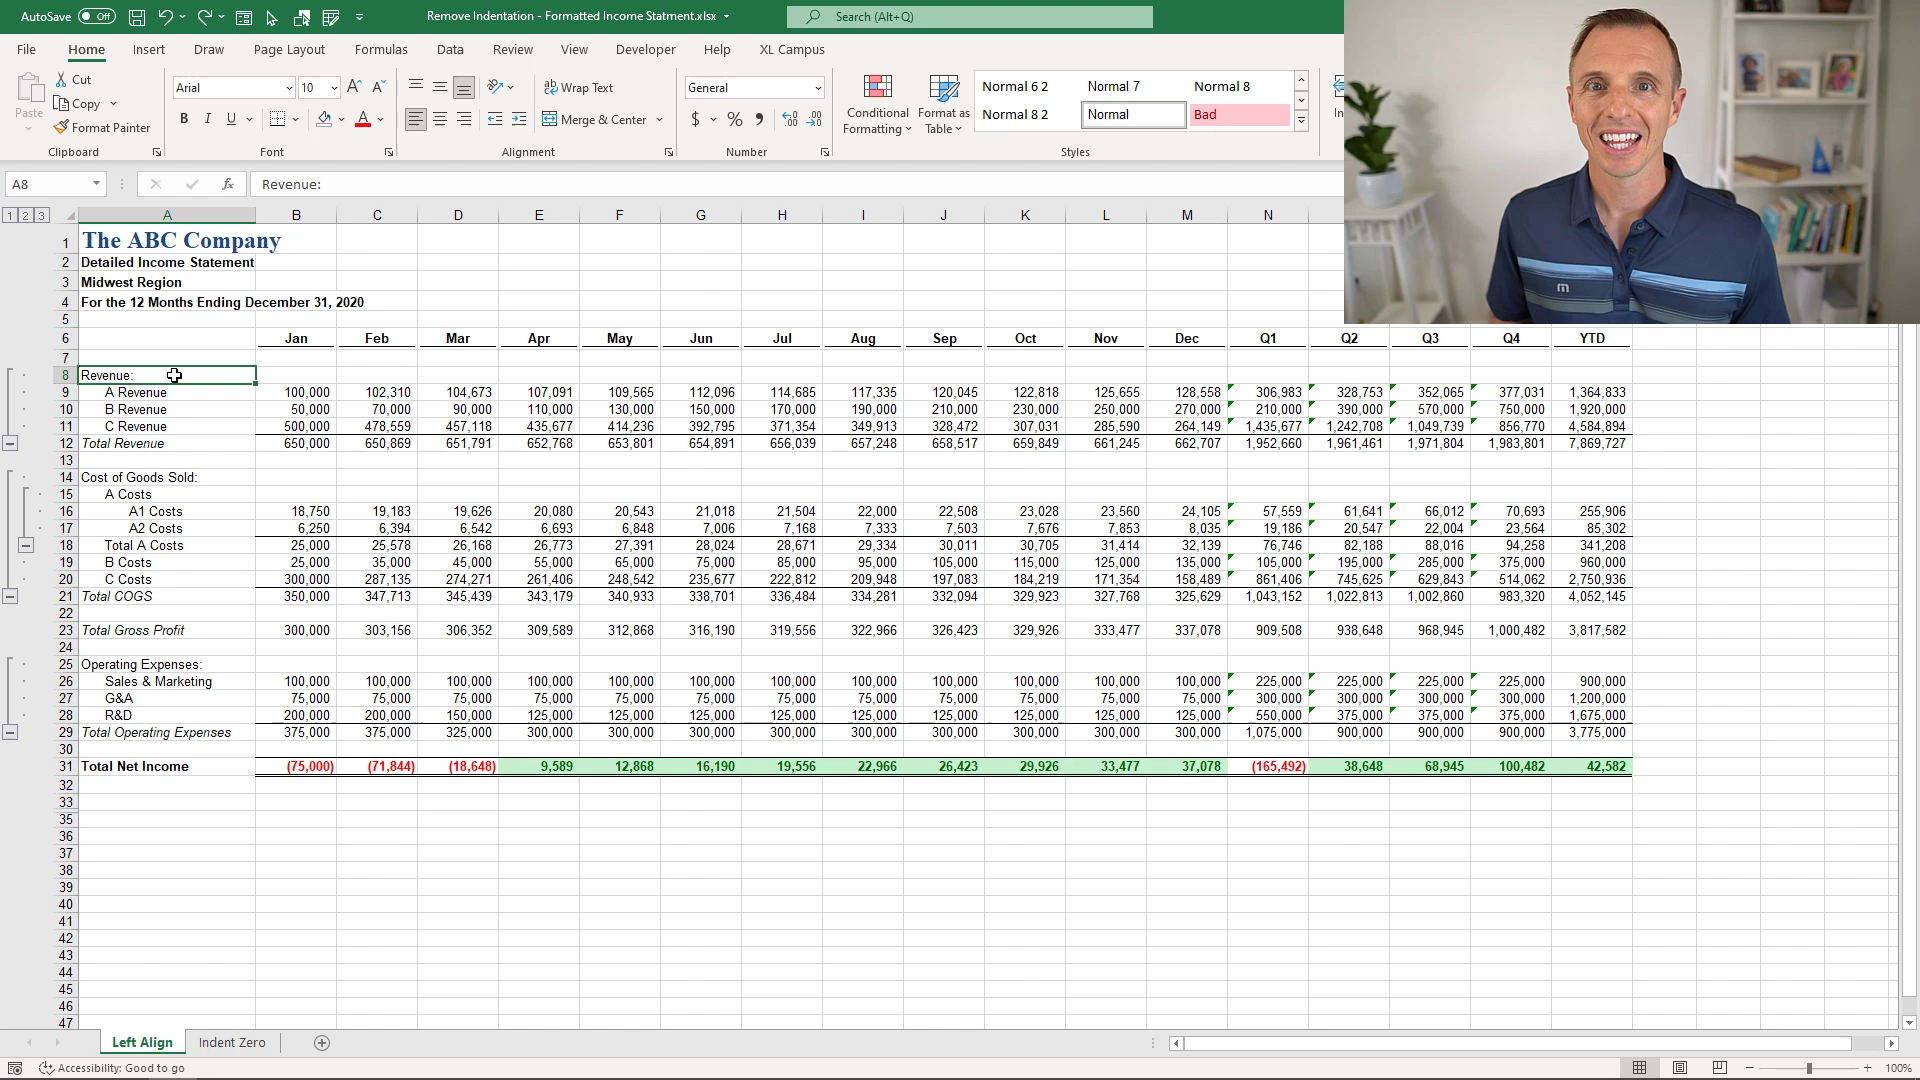 AutoSave Off
Remove Indentation - Formatted Income Statment.xlsx
Search (Alt+Q)
File Home Insert Draw Page Layout Formulas Data Review View Developer Help XL Campus
Paste
Cut
Copy
Format Painter
Clipboard
Arial 10
B I U
Font
Wrap Text
Merge & Center
Alignment
General
$ % 9
Number
Conditional Formatting
Format as Table
Normal 6 2 Normal 7 Normal 8
Normal 8 2 Normal Bad
Styles
A8 fx Revenue:
1 2 3
A B C D E F G H I J K L M N
1 The ABC Company
2 Detailed Income Statement
3 Midwest Region
4 For the 12 Months Ending December 31, 2020
5
6 Jan Feb Mar Apr May Jun Jul Aug Sep Oct Nov Dec Q1 Q2 Q3 Q4 YTD
7
8 Revenue:
9 A Revenue 100,000 102,310 104,673 107,091 109,565 112,096 114,685 117,335 120,045 122,818 125,655 128,558 306,983 328,753 352,065 377,031 1,364,833
10 B Revenue 50,000 70,000 90,000 110,000 130,000 150,000 170,000 190,000 210,000 230,000 250,000 270,000 210,000 390,000 570,000 750,000 1,920,000
11 C Revenue 500,000 478,559 457,118 435,677 414,236 392,795 371,354 349,913 328,472 307,031 285,590 264,149 1,435,677 1,242,708 1,049,739 856,770 4,584,894
12 Total Revenue 650,000 650,869 651,791 652,768 653,801 654,891 656,039 657,248 658,517 659,849 661,245 662,707 1,952,660 1,961,461 1,971,804 1,983,801 7,869,727
13
14 Cost of Goods Sold:
15 A Costs
16 A1 Costs 18,750 19,183 19,626 20,080 20,543 21,018 21,504 22,000 22,508 23,028 23,560 24,105 57,559 61,641 66,012 70,693 255,906
17 A2 Costs 6,250 6,394 6,542 6,693 6,848 7,006 7,168 7,333 7,503 7,676 7,853 8,035 19,186 20,547 22,004 23,564 85,302
18 Total A Costs 25,000 25,578 26,168 26,773 27,391 28,024 28,671 29,334 30,011 30,705 31,414 32,139 76,746 82,188 88,016 94,258 341,208
19 B Costs 25,000 35,000 45,000 55,000 65,000 75,000 85,000 95,000 105,000 115,000 125,000 135,000 105,000 195,000 285,000 375,000 960,000
20 C Costs 300,000 287,135 274,271 261,406 248,542 235,677 222,812 209,948 197,083 184,219 171,354 158,489 861,406 745,625 629,843 514,062 2,750,936
21 Total COGS 350,000 347,713 345,439 343,179 340,933 338,701 336,484 334,281 332,094 329,923 327,768 325,629 1,043,152 1,022,813 1,002,860 983,320 4,052,145
22
23 Total Gross Profit 300,000 303,156 306,352 309,589 312,868 316,190 319,556 322,966 326,423 329,926 333,477 337,078 909,508 938,648 968,945 1,000,482 3,817,582
24
25 Operating Expenses:
26 Sales & Marketing 100,000 100,000 100,000 100,000 100,000 100,000 100,000 100,000 100,000 100,000 100,000 100,000 225,000 225,000 225,000 225,000 900,000
27 G&A 75,000 75,000 75,000 75,000 75,000 75,000 75,000 75,000 75,000 75,000 75,000 75,000 300,000 300,000 300,000 300,000 1,200,000
28 R&D 200,000 200,000 150,000 125,000 125,000 125,000 125,000 125,000 125,000 125,000 125,000 125,000 550,000 375,000 375,000 375,000 1,675,000
29 Total Operating Expenses 375,000 375,000 325,000 300,000 300,000 300,000 300,000 300,000 300,000 300,000 300,000 300,000 1,075,000 900,000 900,000 900,000 3,775,000
30
31 Total Net Income (75,000) (71,844) (18,648) 9,589 12,868 16,190 19,556 22,966 26,423 29,926 33,477 37,078 (165,492) 38,648 68,945 100,482 42,582
32
33
34
35
36
37
38
39
40
41
42
43
44
45
46
47
Left Align Indent Zero
Accessibility: Good to go
100%